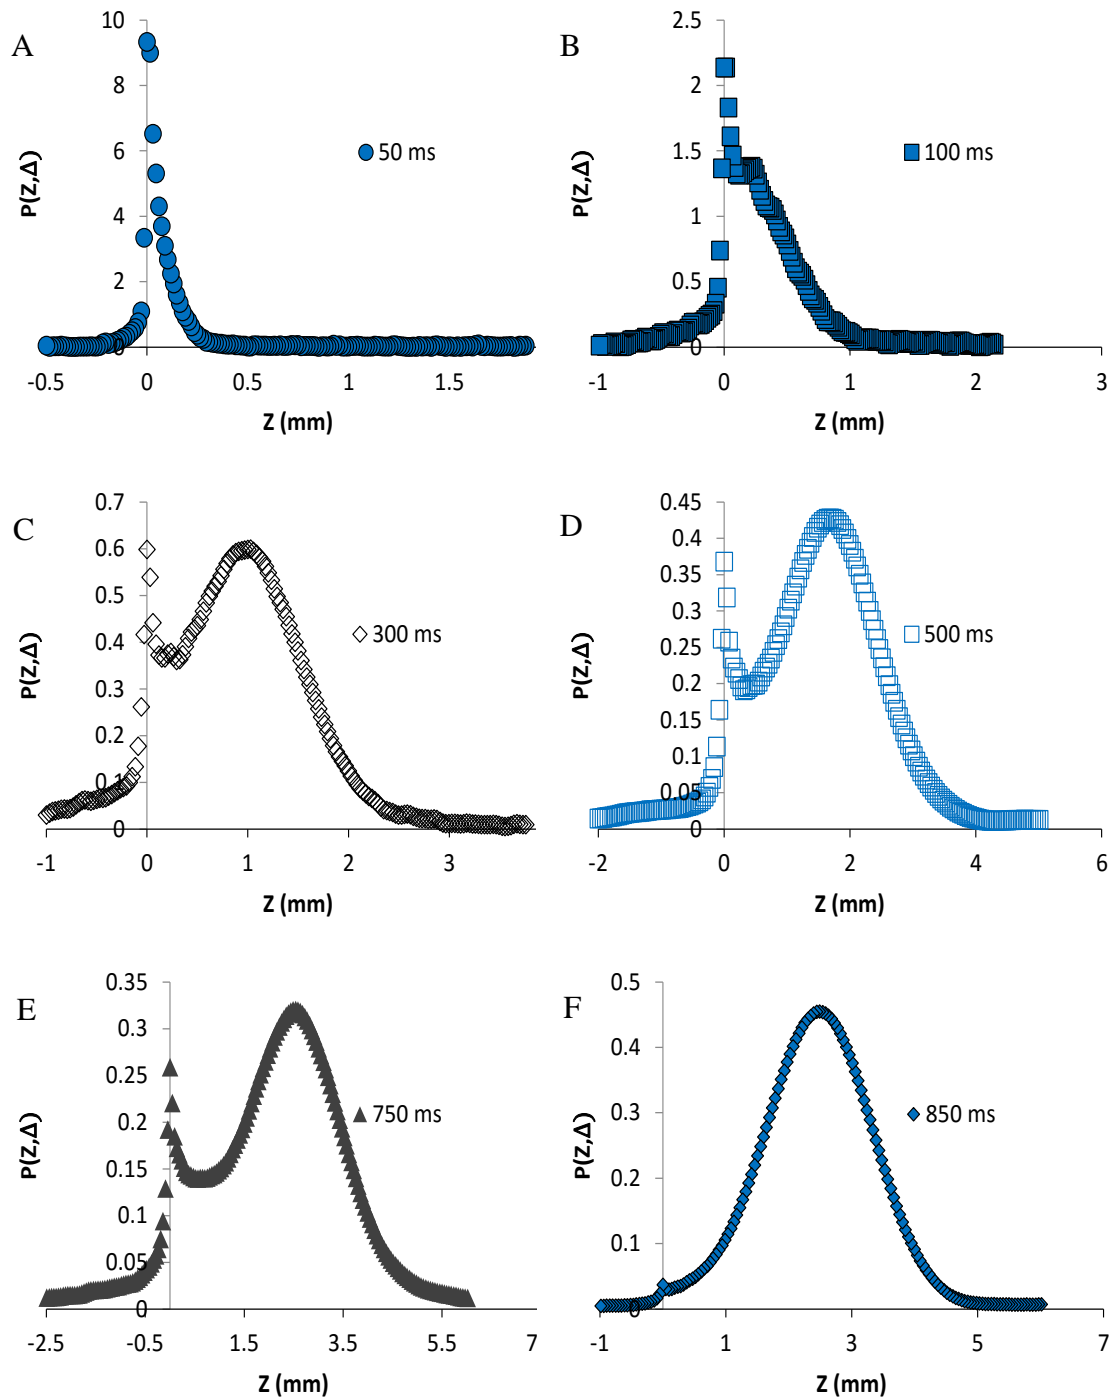 A
10
8
6
4
2
0
-0.5 0 0.5 1 1.5
P(Z,Δ)
Z (mm)
50 ms
B
2.5
2
1.5
1
0.5
0
-1 0 1 2 3
P(Z,Δ)
Z (mm)
100 ms
C
0.7
0.6
0.5
0.4
0.3
0.2
0.1
0
-1 0 1 2 3
P(Z,Δ)
Z (mm)
300 ms
D
0.45
0.4
0.35
0.3
0.25
0.2
0.15
0.1
0.05
0
-2 0 2 4 6
P(Z,Δ)
Z (mm)
500 ms
E
0.35
0.3
0.25
0.2
0.15
0.1
0.05
0
-2.5 -0.5 1.5 3.5 5.5 7
P(Z,Δ)
Z (mm)
750 ms
F
0.5
0.4
0.3
0.2
0.1
0
-1 1 3 5 7
P(Z,Δ)
Z (mm)
850 ms